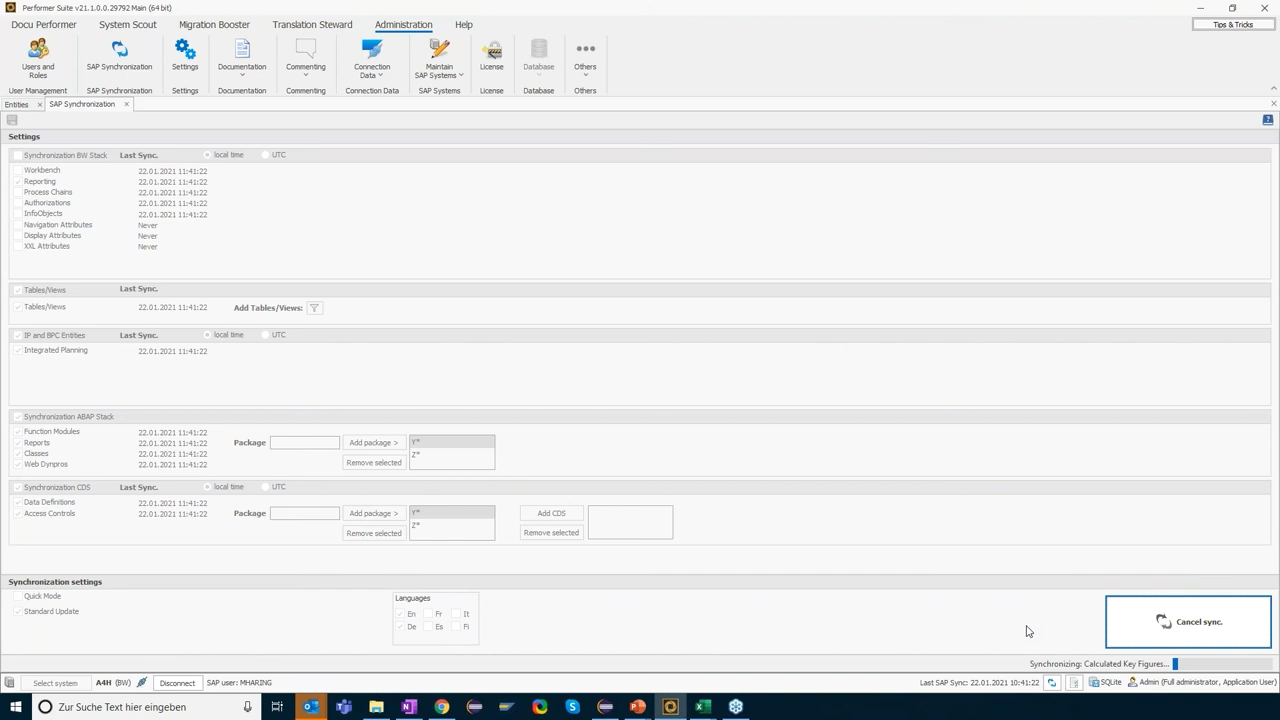 Performer Suite v21.1.0.0.29792 Main (64 bit)
Docu Performer System Scout Migration Booster Translation Steward Administration Help Tips & Tricks
Users and Roles SAP Synchronization Settings Documentation Commenting Connection Data Maintain SAP Systems License Database Others
User Management SAP Synchronization Settings Documentation Commenting Connection Data SAP Systems License Database Others
Entities SAP Synchronization
Settings
Synchronization BW Stack Last Sync. local time UTC
Workbench 22.01.2021 11:41:22
Reporting 22.01.2021 11:41:22
Process Chains 22.01.2021 11:41:22
Authorizations 22.01.2021 11:41:22
InfoObjects 22.01.2021 11:41:22
Navigation Attributes Never
Display Attributes Never
XXL Attributes Never
Tables/Views Last Sync.
Tables/Views 22.01.2021 11:41:22 Add Tables/Views:
IP and BPC Entities Last Sync. local time UTC
Integrated Planning 22.01.2021 11:41:22
Synchronization ABAP Stack
Function Modules 22.01.2021 11:41:22
Reports 22.01.2021 11:41:22 Package Add package > Y*
Classes 22.01.2021 11:41:22 Z*
Web Dynpros 22.01.2021 11:41:22 Remove selected
Synchronization CDS Last Sync. local time UTC
Data Definitions 22.01.2021 11:41:22
Access Controls 22.01.2021 11:41:22 Package Add package > Y* Add CDS
Z*
Remove selected Remove selected
Synchronization settings
Quick Mode Languages
Standard Update En Fr It
De Es Fi
Cancel sync.
Synchronizing: Calculated Key Figures...
Select system A4H (BW) Disconnect SAP user: MHARING Last SAP Sync: 22.01.2021 10:41:22 SQLite Admin (Full administrator, Application User)
Zur Suche Text hier eingeben